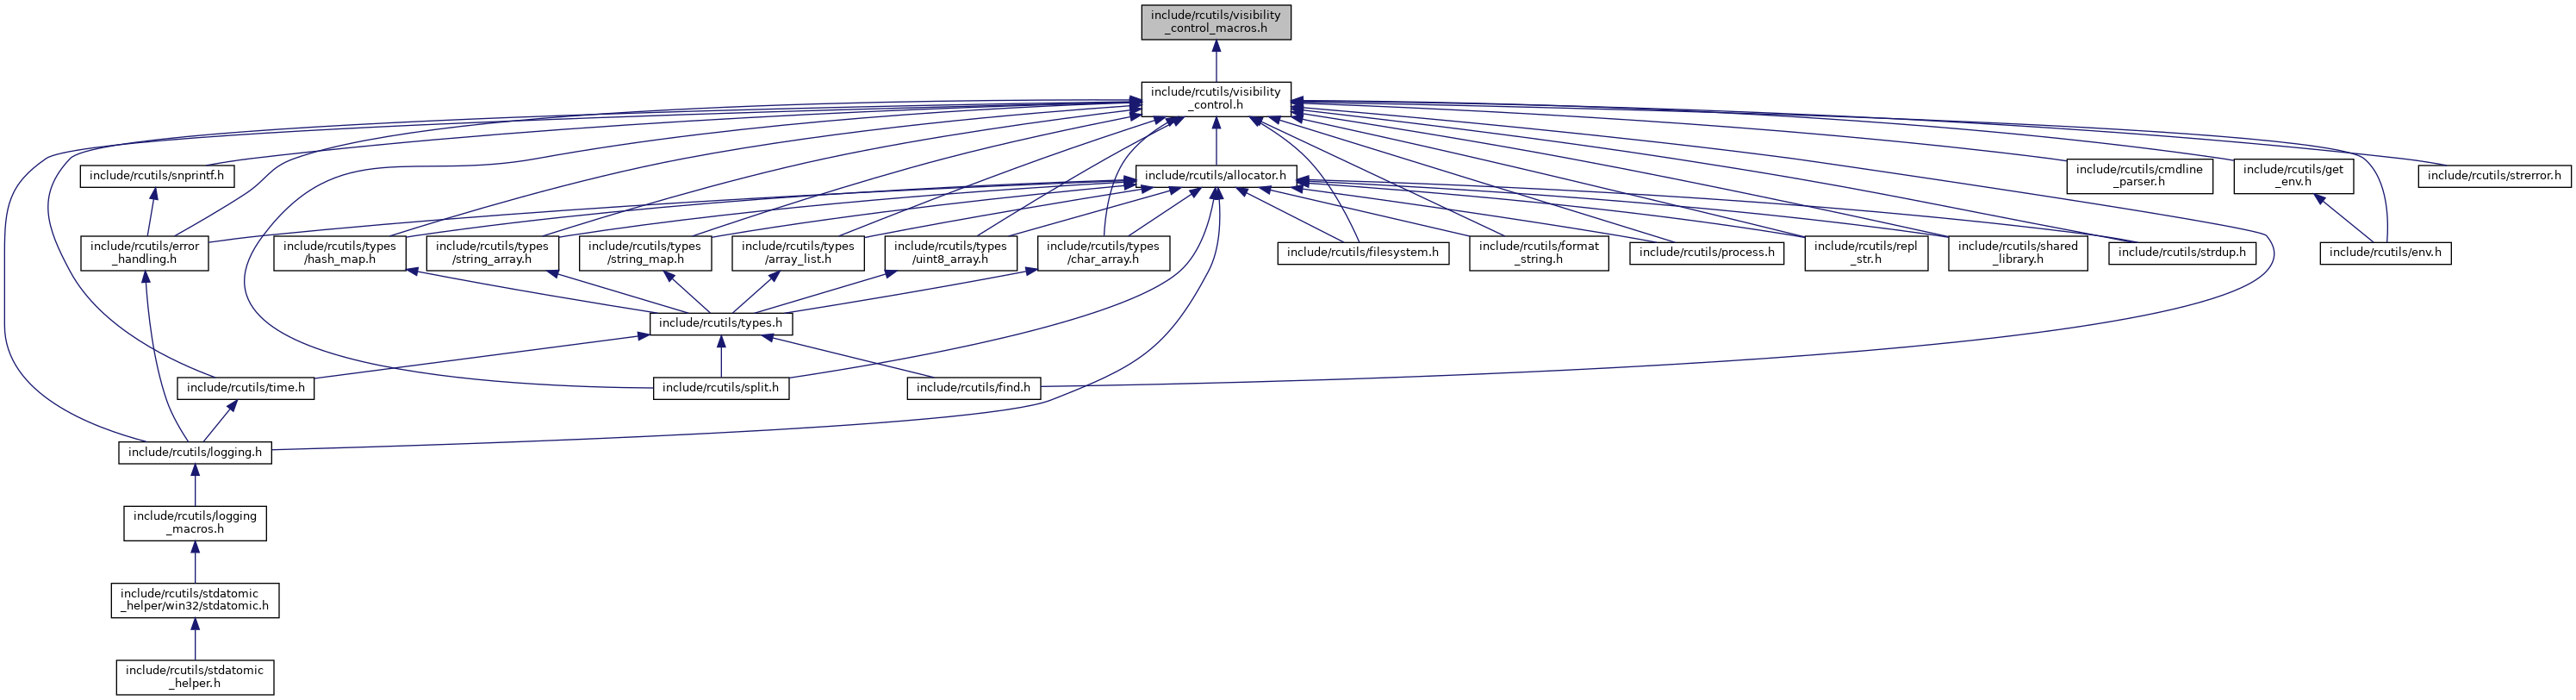 include/rcutils/visibility
_control_macros.h
include/rcutils/visibility
_control.h
include/rcutils/snprintf.h
include/rcutils/allocator.h
include/rcutils/cmdline
_parser.h
include/rcutils/get
_env.h
include/rcutils/strerror.h
include/rcutils/error
_handling.h
include/rcutils/types
/hash_map.h
include/rcutils/types
/string_array.h
include/rcutils/types
/string_map.h
include/rcutils/types
/array_list.h
include/rcutils/types
/uint8_array.h
include/rcutils/types
/char_array.h
include/rcutils/filesystem.h
include/rcutils/format
_string.h
include/rcutils/process.h
include/rcutils/repl
_str.h
include/rcutils/shared
_library.h
include/rcutils/strdup.h
include/rcutils/env.h
include/rcutils/types.h
include/rcutils/time.h
include/rcutils/split.h
include/rcutils/find.h
include/rcutils/logging.h
include/rcutils/logging
_macros.h
include/rcutils/stdatomic
_helper/win32/stdatomic.h
include/rcutils/stdatomic
_helper.h